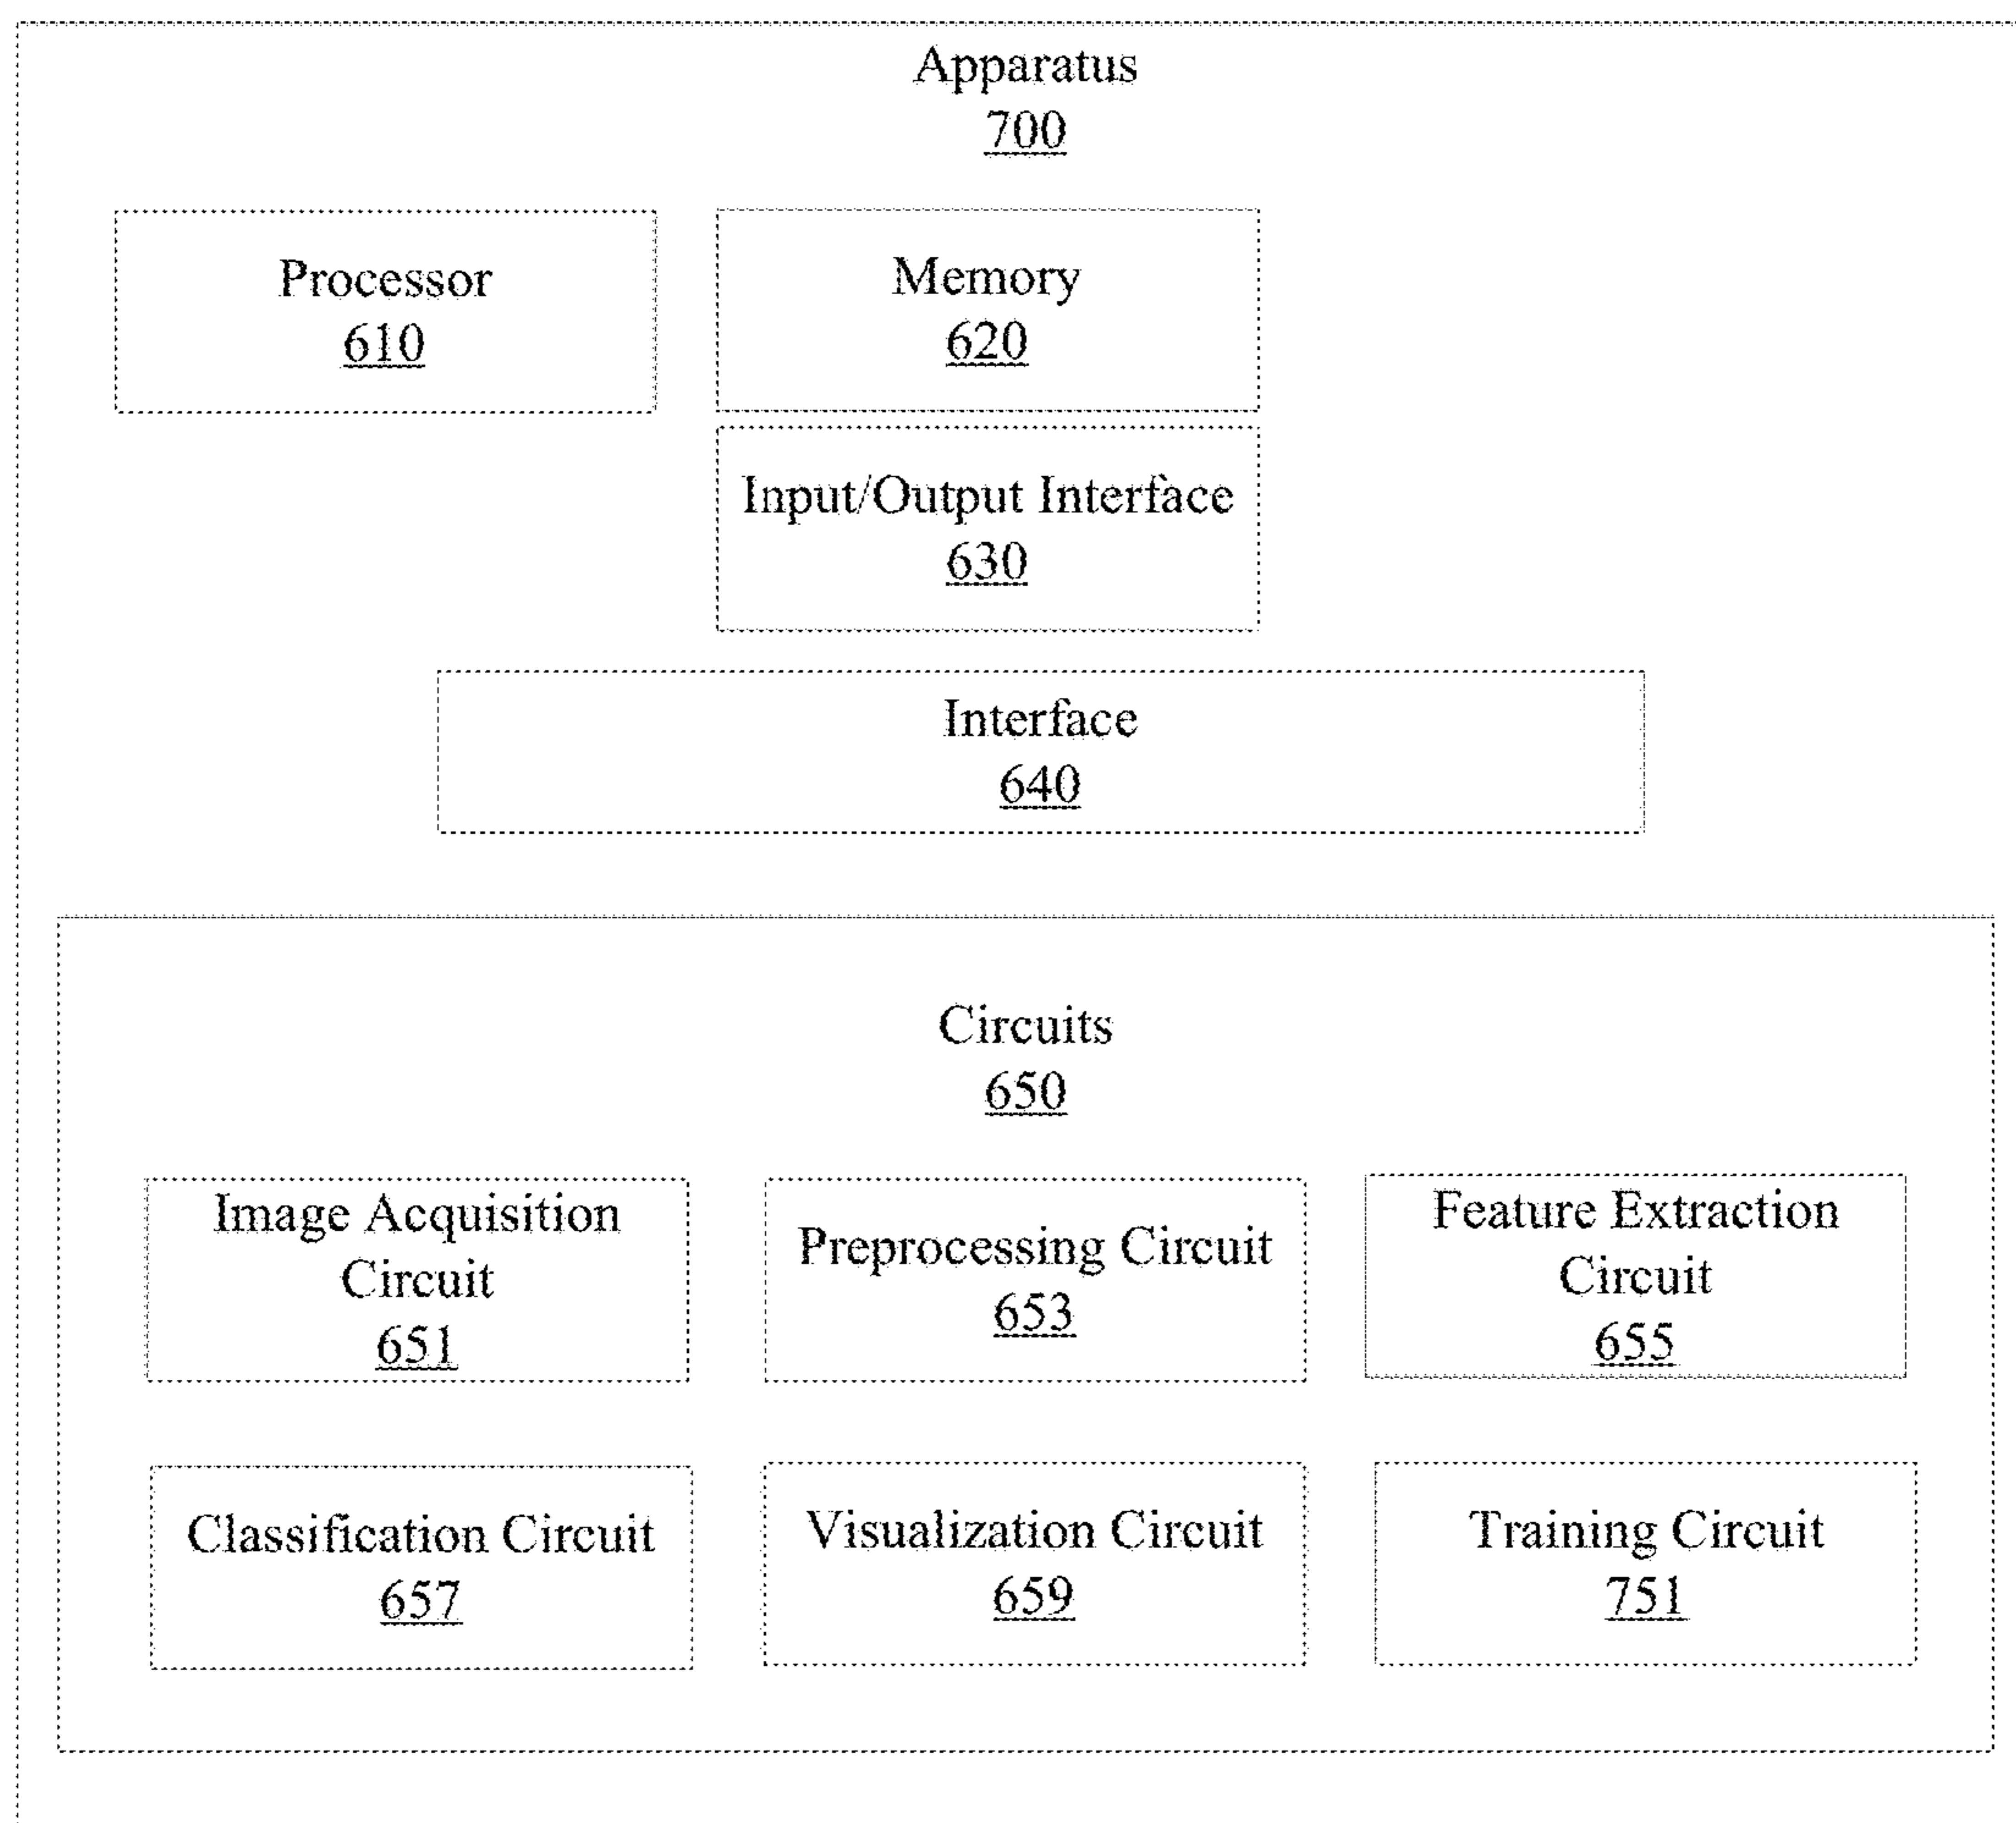 Apparatus
700
Processor
610
Memory
620
Input/Output Interface
630
Interface
640
Circuits
650
Image Acquisition
Circuit
651
Preprocessing Circuit
653
Feature Extraction
Circuit
655
Classification Circuit
657
Visualization Circuit
659
Training Circuit
751